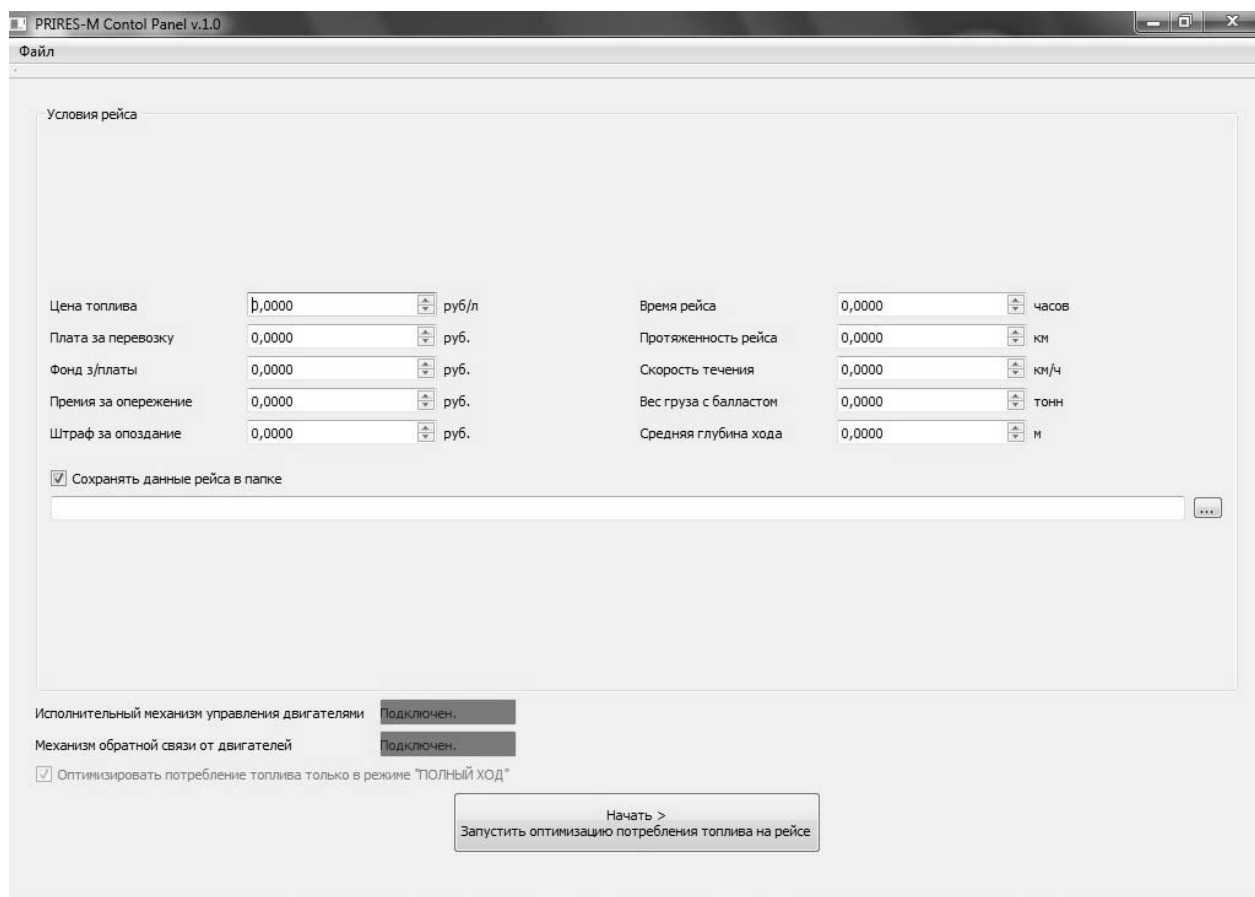 PRIRES-M Contol Panel v.1.0
Файл
Условия рейса
Цена топлива 0,0000 руб/л Время рейса 0,0000 часов
Плата за перевозку 0,0000 руб. Протяженность рейса 0,0000 км
Фонд з/платы 0,0000 руб. Скорость течения 0,0000 км/ч
Премия за опережение 0,0000 руб. Вес груза с балластом 0,0000 тонн
Штраф за опоздание 0,0000 руб. Средняя глубина хода 0,0000 м
Сохранять данные рейса в папке
...
Исполнительный механизм управления двигателями Подключен.
Механизм обратной связи от двигателей Подключен.
Оптимизировать потребление топлива только в режиме "ПОЛНЫЙ ХОД"
Начать >
Запустить оптимизацию потребления топлива на рейсе